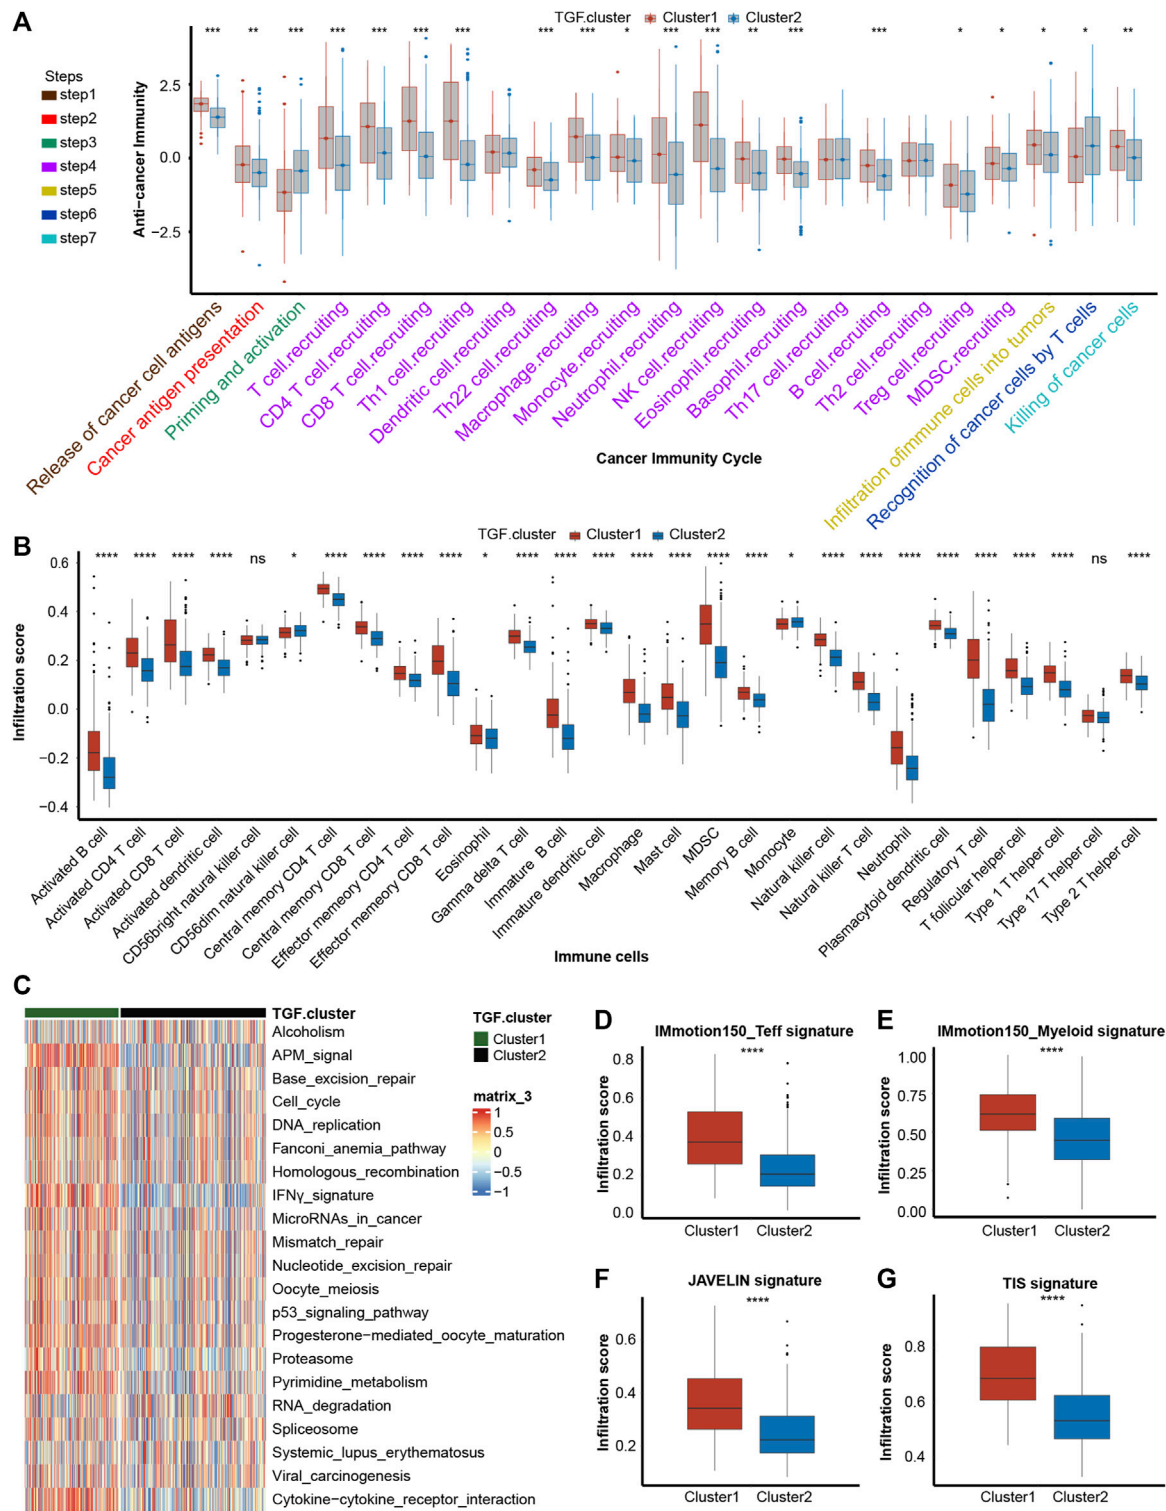 A
TGF.cluster Cluster1 Cluster2
*** ** *** *** *** *** *** *** *** * *** *** ** *** *** * * * * **
Steps
step1
step2
step3
step4
step5
step6
step7
Anti-cancer Immunity
2.5
0.0
−2.5
Release of cancer cell antigens
Cancer antigen presentation
Priming and activation
T cell.recruiting
CD4 T cell.recruiting
CD8 T cell.recruiting
Th1 cell.recruiting
Dendritic cell.recruiting
Th22 cell.recruiting
Macrophage.recruiting
Monocyte.recruiting
Neutrophil.recruiting
NK cell.recruiting
Eosinophil.recruiting
Basophil.recruiting
Th17 cell.recruiting
B cell.recruiting
Th2 cell.recruiting
Treg cell.recruiting
MDSC.recruiting
Infiltration ofimmune cells into tumors
Recognition of cancer cells by T cells
Killing of cancer cells
Cancer Immunity Cycle
B
TGF.cluster Cluster1 Cluster2
**** **** **** **** ns * **** **** **** **** * **** **** **** **** **** **** **** * **** **** **** **** **** **** **** ns ****
Infiltration score
0.6
0.4
0.2
0.0
−0.2
−0.4
Activated B cell
Activated CD4 T cell
Activated CD8 T cell
Activated dendritic cell
CD56bright natural killer cell
CD56dim natural killer cell
Central memory CD4 T cell
Central memory CD8 T cell
Effector memeory CD4 T cell
Effector memeory CD8 T cell
Eosinophil
Gamma delta T cell
Immature B cell
Immature dendritic cell
Macrophage
Mast cell
MDSC
Memory B cell
Monocyte
Natural killer cell
Natural killer T cell
Neutrophil
Plasmacytoid dendritic cell
Regulatory T cell
T follicular helper cell
Type 1 T helper cell
Type 17 T helper cell
Type 2 T helper cell
Immune cells
C
TGF.cluster
Alcoholism
APM_signal
Base_excision_repair
Cell_cycle
DNA_replication
Fanconi_anemia_pathway
Homologous_recombination
IFNγ_signature
MicroRNAs_in_cancer
Mismatch_repair
Nucleotide_excision_repair
Oocyte_meiosis
p53_signaling_pathway
Progesterone−mediated_oocyte_maturation
Proteasome
Pyrimidine_metabolism
RNA_degradation
Spliceosome
Systemic_lupus_erythematosus
Viral_carcinogenesis
Cytokine−cytokine_receptor_interaction
TGF.cluster
Cluster1
Cluster2
matrix_3
1
0.5
0
−0.5
−1
D
IMmotion150_Teff signature
****
Infiltration score
0.8
0.6
0.4
0.2
0.0
Cluster1 Cluster2
E
IMmotion150_Myeloid signature
****
Infiltration score
1.00
0.75
0.50
0.25
0.00
Cluster1 Cluster2
F
JAVELIN signature
****
Infiltration score
0.6
0.4
0.2
Cluster1 Cluster2
G
TIS signature
****
Infiltration score
0.8
0.6
0.4
Cluster1 Cluster2